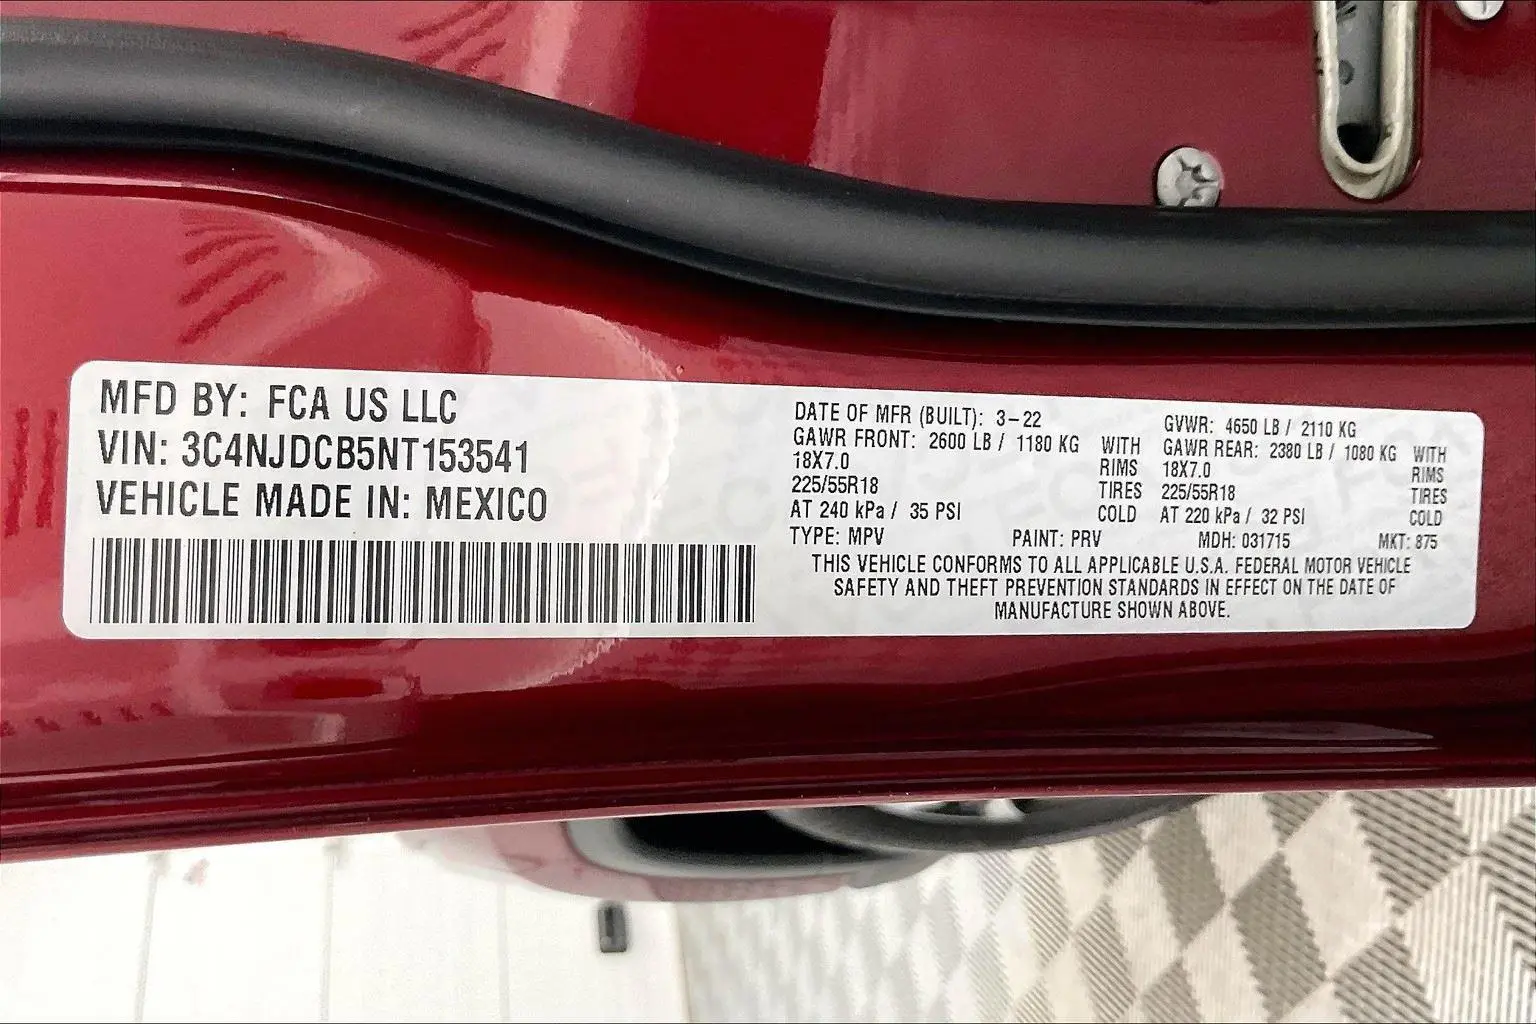 MFD BY: FCA US LLC
VIN: 3C4NJDCB5NT153541
VEHICLE MADE IN: MEXICO
DATE OF MFR (BUILT): 3-22 GVWR: 4650 LB / 2110 KG
GAWR FRONT: 2600 LB / 1180 KG WITH GAWR REAR: 2380 LB / 1080 KG WITH
18X7.0 RIMS 18X7.0 RIMS
225/55R18 TIRES 225/55R18 TIRES
AT 240 kPa / 35 PSI COLD AT 220 kPa / 32 PSI COLD
TYPE: MPV PAINT: PRV MDH: 031715 MKT: 875
THIS VEHICLE CONFORMS TO ALL APPLICABLE U.S.A. FEDERAL MOTOR VEHICLE
SAFETY AND THEFT PREVENTION STANDARDS IN EFFECT ON THE DATE OF
MANUFACTURE SHOWN ABOVE.